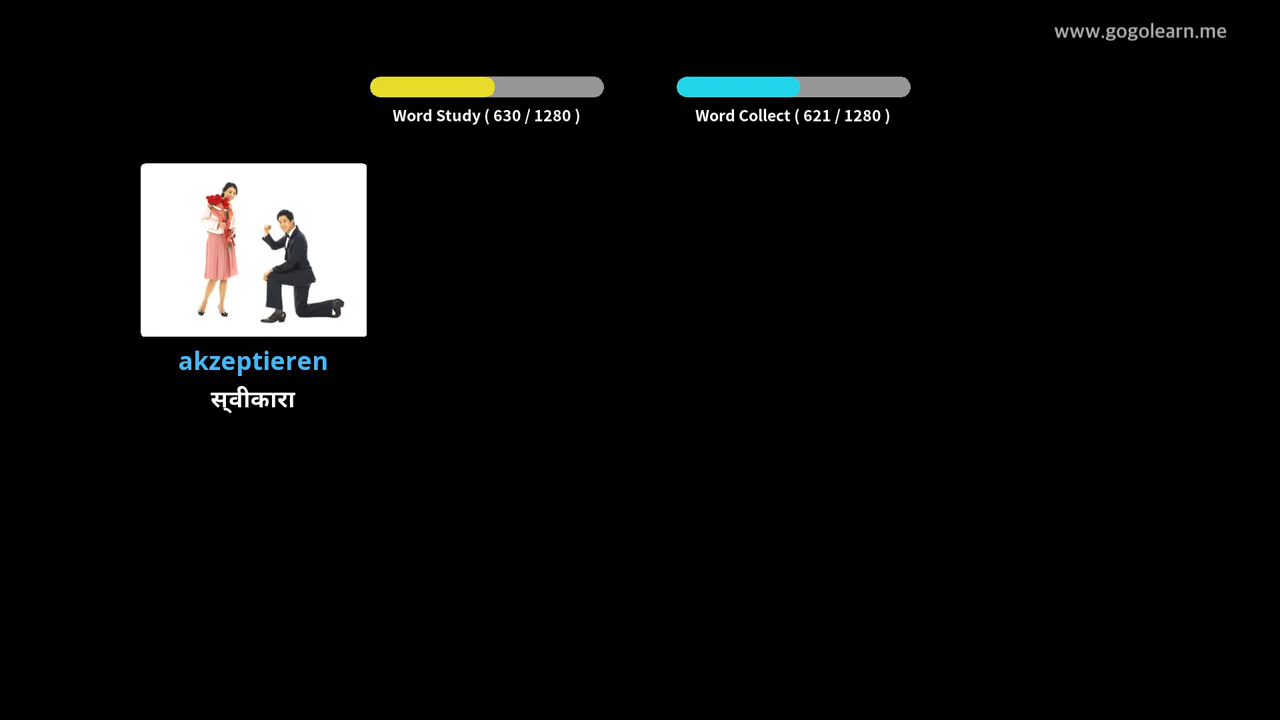 www.gogolearn.me
Word Study ( 630 / 1280 )
Word Collect ( 621 / 1280 )
akzeptieren
स्वीकारा